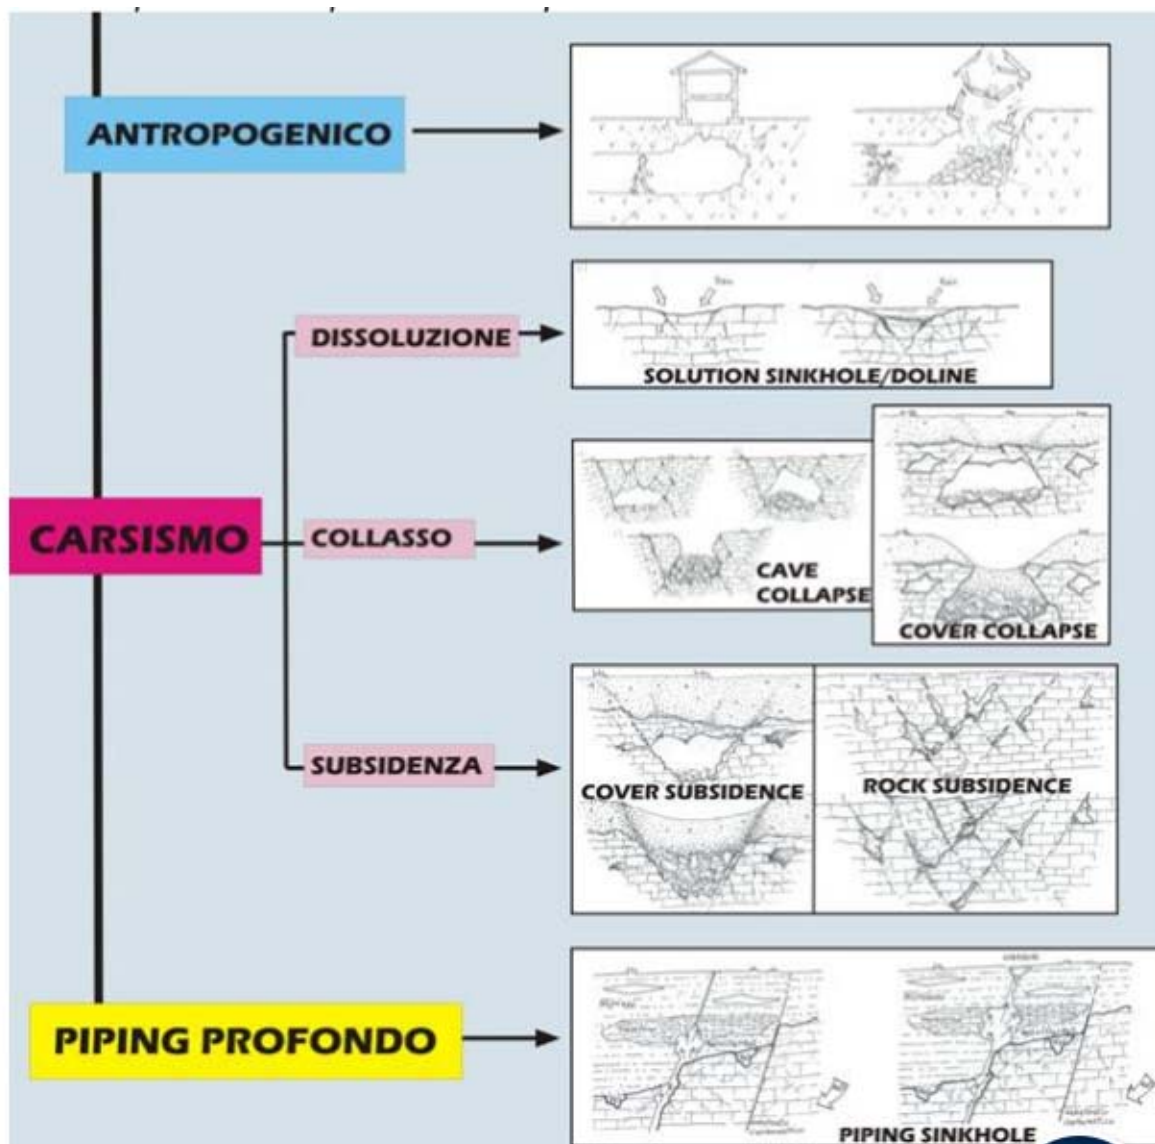 ANTROPOGENICO
DISSOLUZIONE
SOLUTION SINKHOLE/DOLINE
CARSISMO
COLLASSO
CAVE
COLLAPSE
COVER COLLAPSE
SUBSIDENZA
COVER SUBSIDENCE
ROCK SUBSIDENCE
PIPING PROFONDO
PIPING SINKHOLE